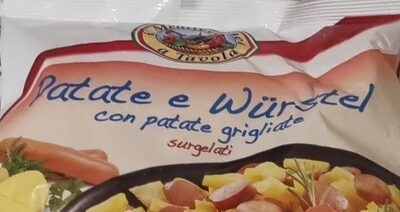 a Tavola
Patate e Würstel
con patate grigliate
surgelati